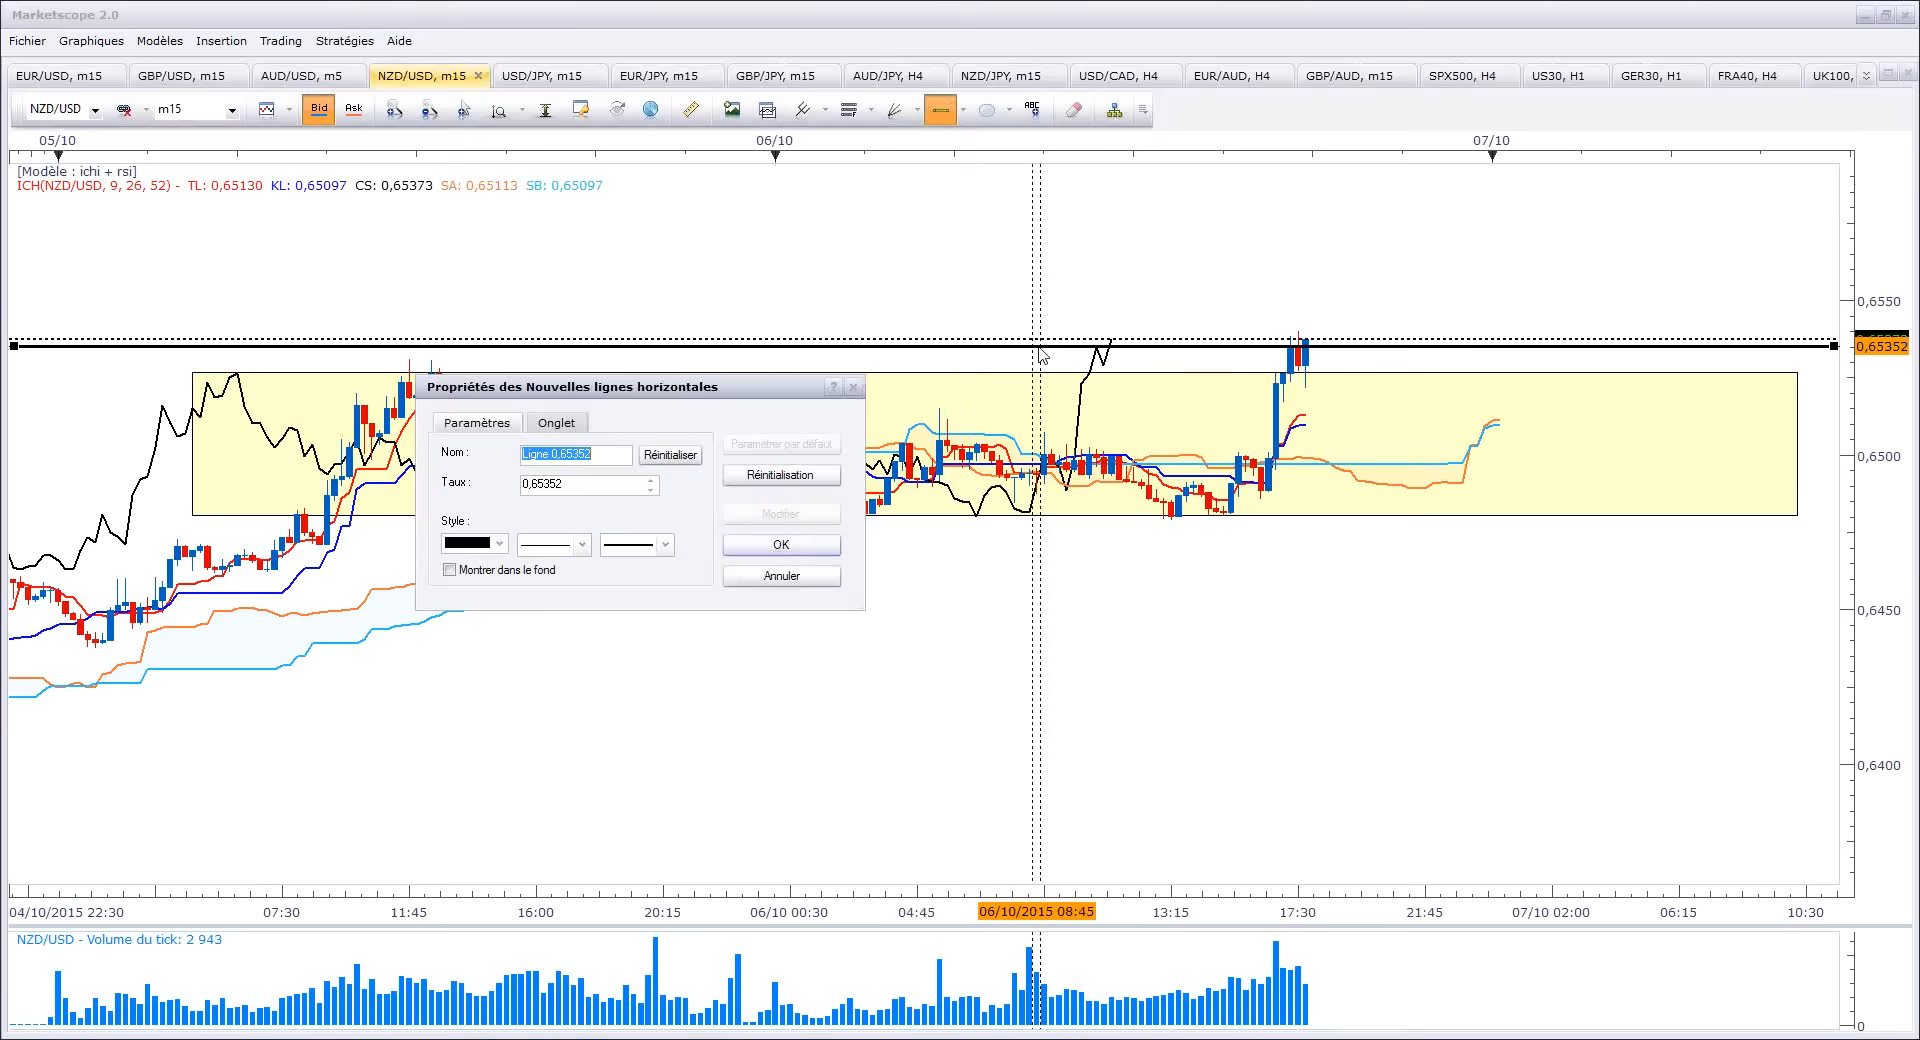 Marketscope 2.0
Fichier Graphiques Modèles Insertion Trading Stratégies Aide
EUR/USD, m15 GBP/USD, m15 AUD/USD, m5 NZD/USD, m15 USD/JPY, m15 EUR/JPY, m15 GBP/JPY, m15 AUD/JPY, H4 NZD/JPY, m15 USD/CAD, H4 EUR/AUD, H4 GBP/AUD, m15 SPX500, H4 US30, H1 GER30, H1 FRA40, H4 UK100,
NZD/USD m15 Bid Ask ABC
05/10 06/10 07/10
[Modèle : ichi + rsi]
ICH(NZD/USD, 9, 26, 52) - TL: 0,65130 KL: 0,65097 CS: 0,65373 SA: 0,65113 SB: 0,65097
0,6550
0,65352
Propriétés des Nouvelles lignes horizontales ?
Paramètres Onglet
Paramétrer par défaut
Nom : Ligne 0,65352 Réinitialiser
0,6500
Réinitialisation
Taux : 0,65352
Modifier
Style :
OK
Montrer dans le fond
Annuler
0,6450
0,6400
04/10/2015 22:30 07:30 11:45 16:00 20:15 06/10 00:30 04:45 06/10/2015 08:45 13:15 17:30 21:45 07/10 02:00 06:15 10:30
NZD/USD - Volume du tick: 2 943
0